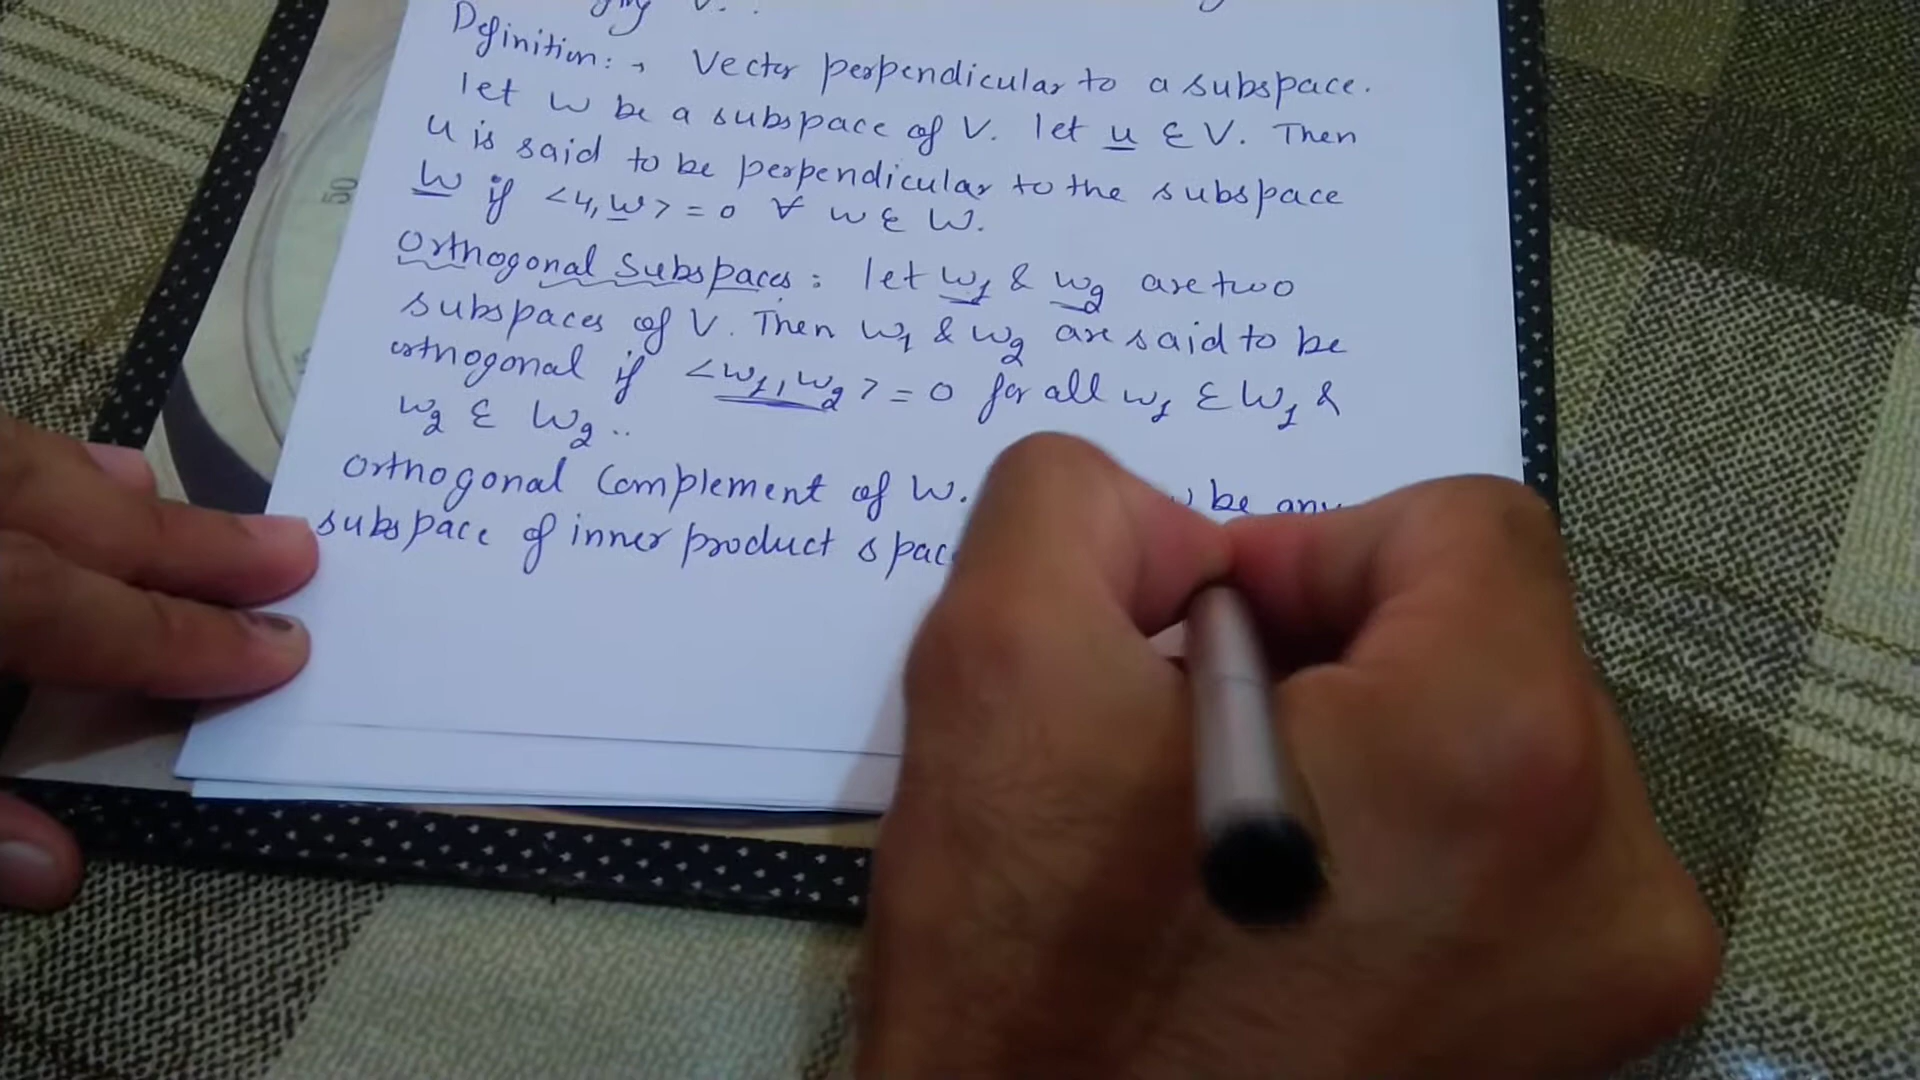 V.
Definition: → Vector perpendicular to a subspace.
let W be a subspace of V. let u ∈ V. Then
u is said to be perpendicular to the subspace
W if <u, w> = 0 ∀ w ∈ W.
Orthogonal Subspaces: let W1 & W2 are two
subspaces of V. Then W1 & W2 are said to be
orthogonal if <w1, w2> = 0 for all w1 ∈ W1 &
w2 ∈ W2..
Orthogonal Complement of W. W be any
subspace of inner product spac
50